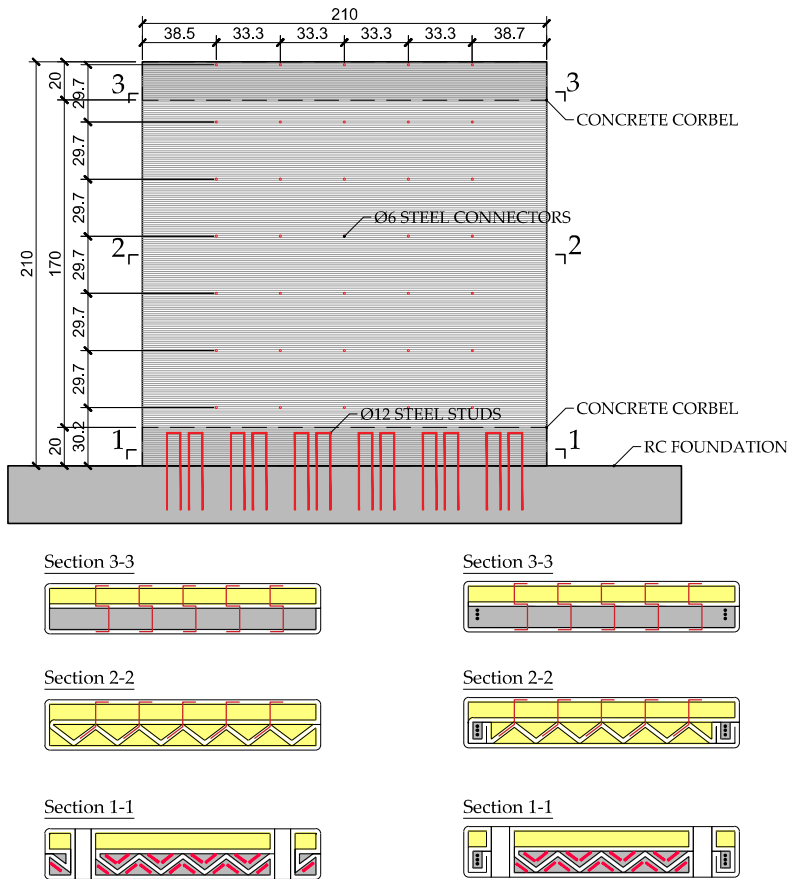 210
38.5 33.3 33.3 33.3 33.3 38.7
3 3
20
29.7
CONCRETE CORBEL
29.7
29.7
Ø6 STEEL CONNECTORS
2 2
210
170
29.7
29.7
29.7
Ø12 STEEL STUDS
CONCRETE CORBEL
1 1
20
30.2
RC FOUNDATION
Section 3-3 Section 3-3
Section 2-2 Section 2-2
Section 1-1 Section 1-1